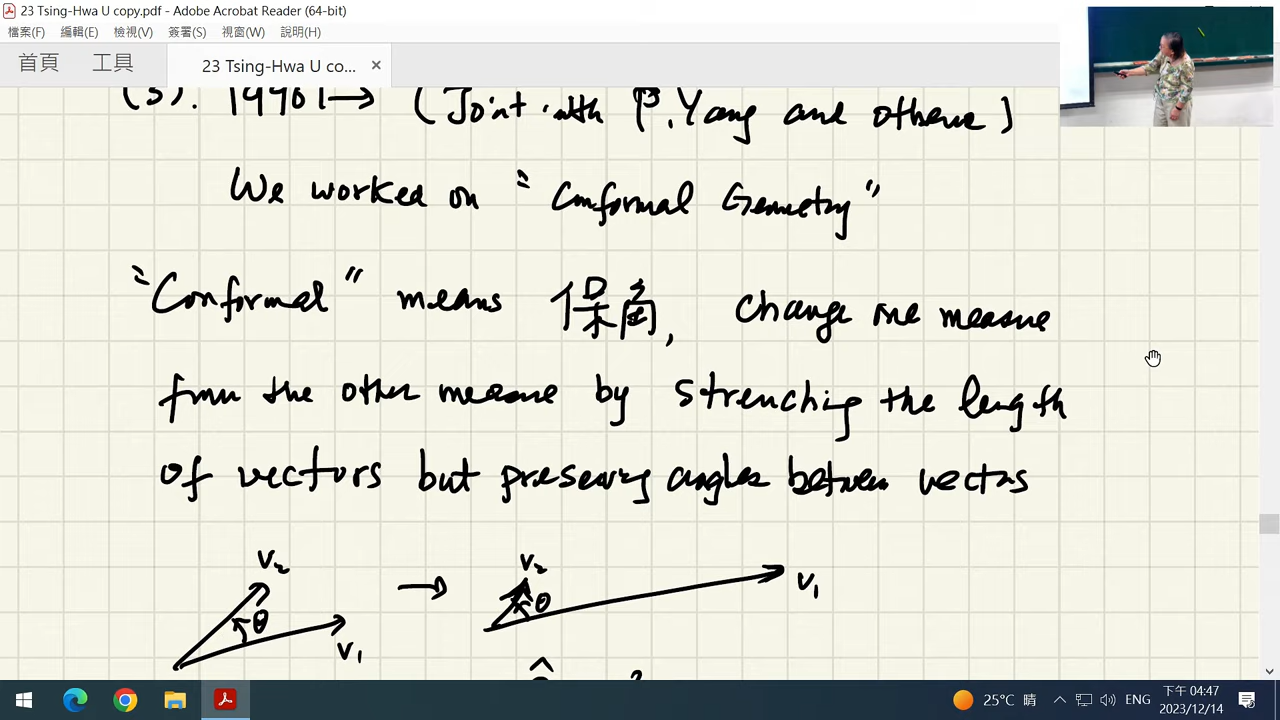 23 Tsing-Hwa U copy.pdf - Adobe Acrobat Reader (64-bit)
檔案(F) 編輯(E) 檢視(V) 簽署(S) 視窗(W) 說明(H)
首頁 工具 23 Tsing-Hwa U co... ×
(3). 1990 → (Joint with P. Yang and others)
We worked on "Conformal Geometry"
"Conformal" means 保角, change one measure
from the other measure by strenching the length
of vectors but preserving angles between vectors
V2 θ V1 → V2 θ V1
25°C 晴 ENG 下午 04:47
2023/12/14